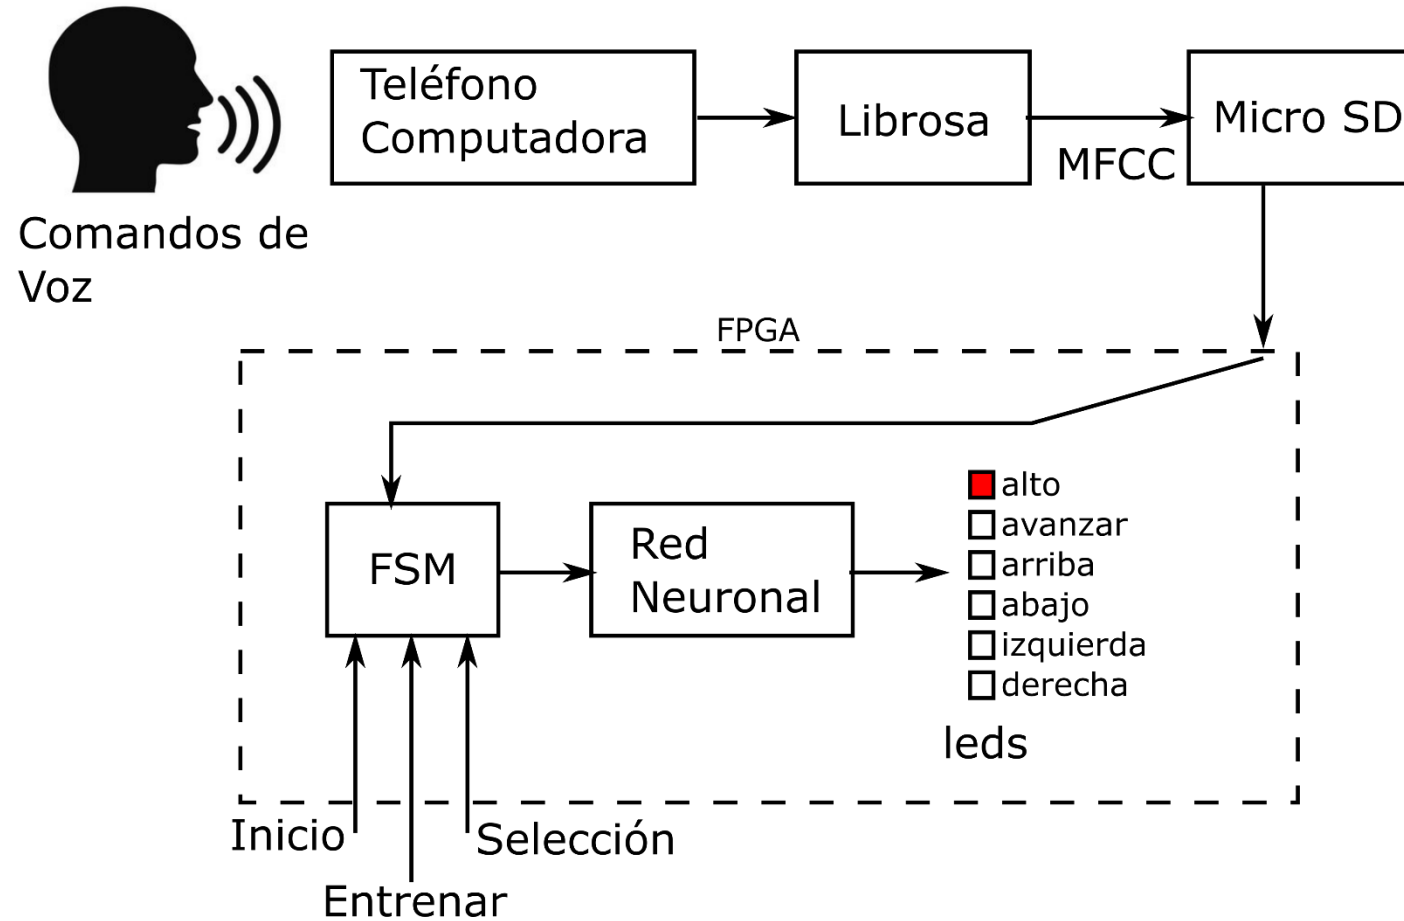 Teléfono
Computadora
Librosa
MFCC
Micro SD
Comandos de
Voz
FPGA
FSM
Red
Neuronal
alto
avanzar
arriba
abajo
izquierda
derecha
leds
Inicio
Selección
Entrenar